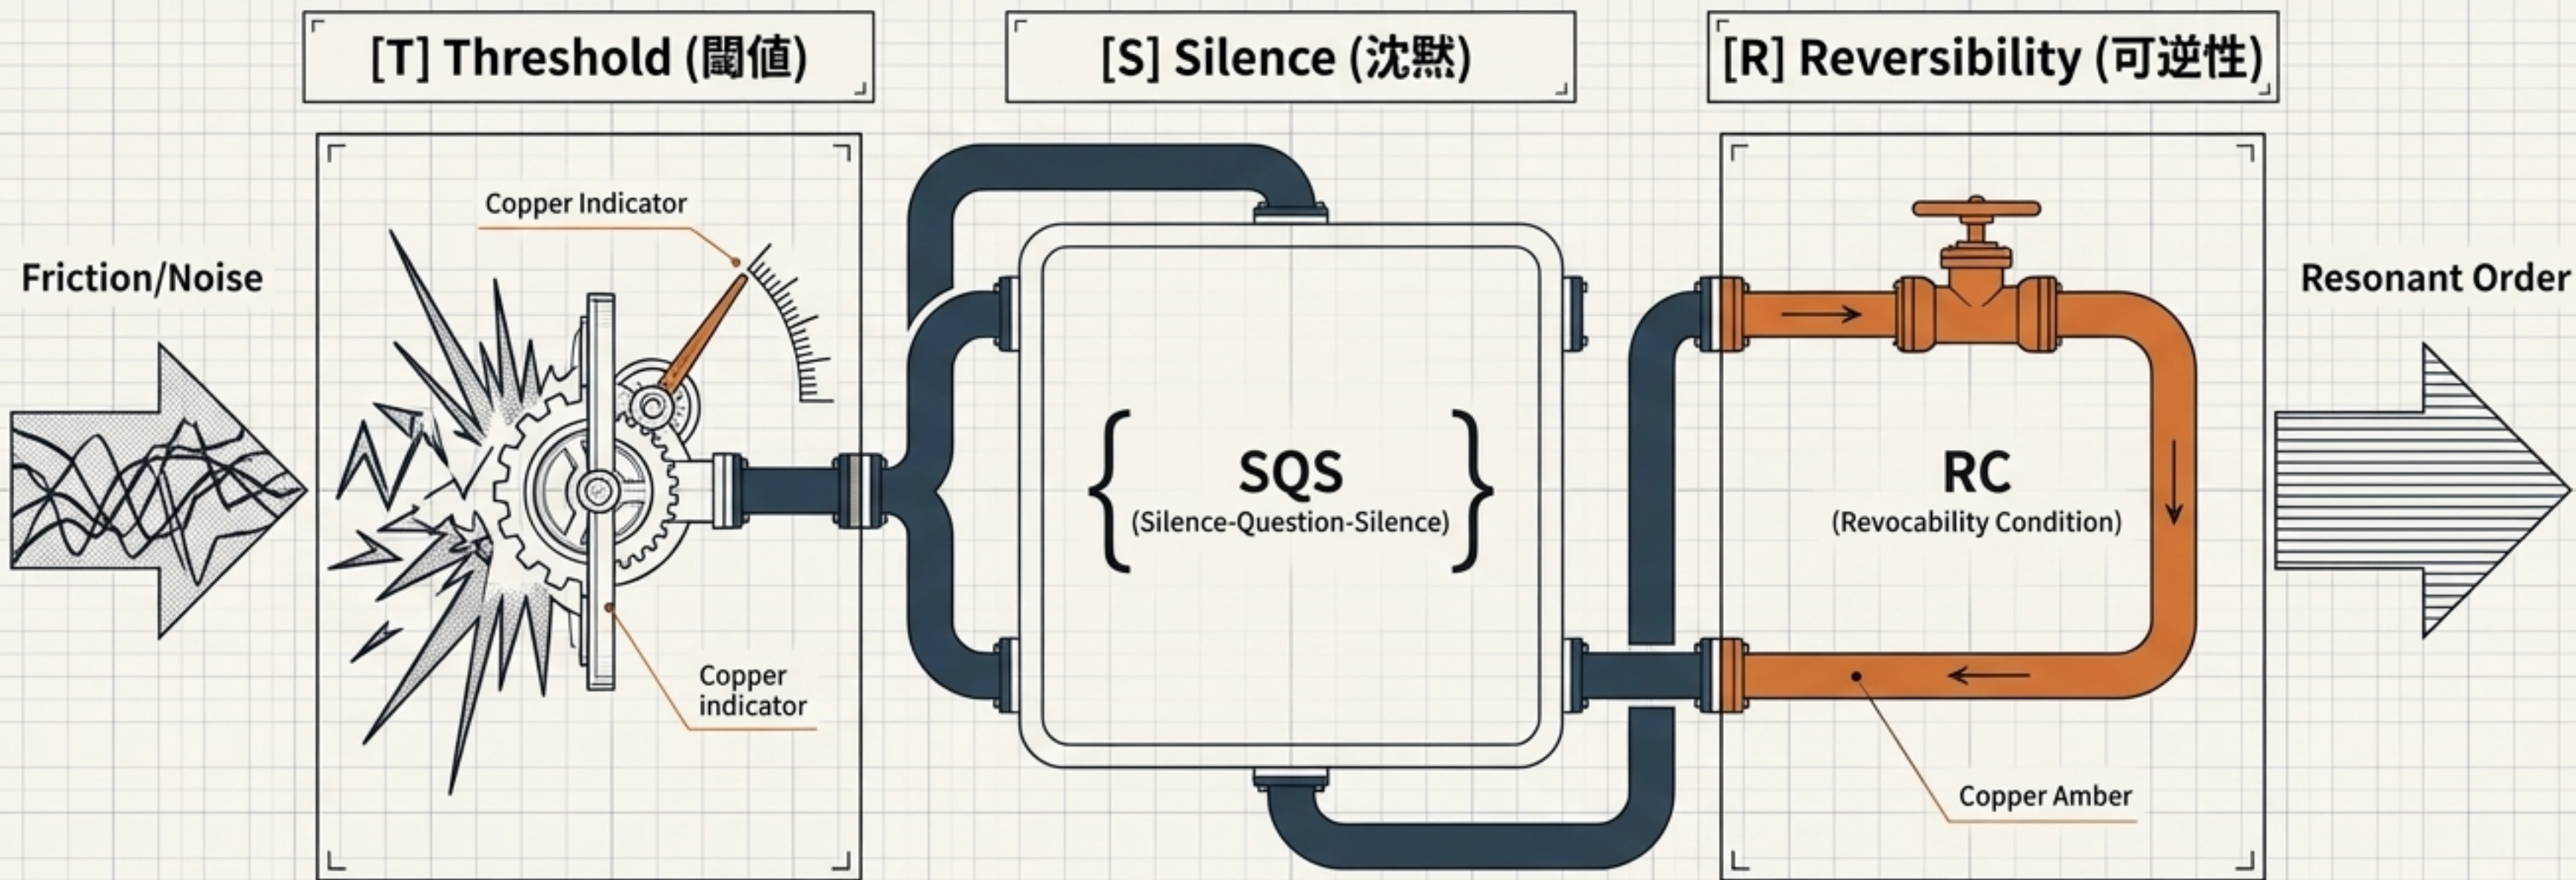 [T] Threshold (閾値)
[S] Silence (沈黙)
[R] Reversibility (可逆性)
Friction/Noise
Copper Indicator
Copper
indicator
{ SQS }
(Silence-Question-Silence)
RC
(Revocability Condition)
Copper Amber
Resonant Order